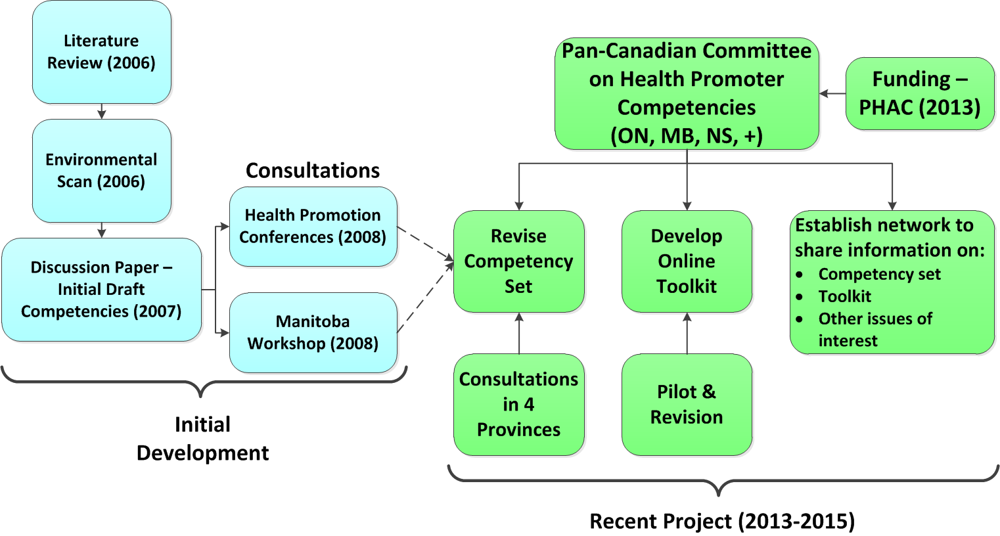 Literature
Review (2006)
Environmental
Scan (2006)
Discussion Paper –
Initial Draft
Competencies (2007)
Consultations
Health Promotion
Conferences (2008)
Manitoba
Workshop (2008)
Initial
Development
Pan-Canadian Committee
on Health Promoter
Competencies
(ON, MB, NS, +)
Funding –
PHAC (2013)
Revise
Competency
Set
Develop
Online
Toolkit
Establish network to
share information on:
• Competency set
• Toolkit
• Other issues of
interest
Consultations
in 4
Provinces
Pilot &
Revision
Recent Project (2013-2015)